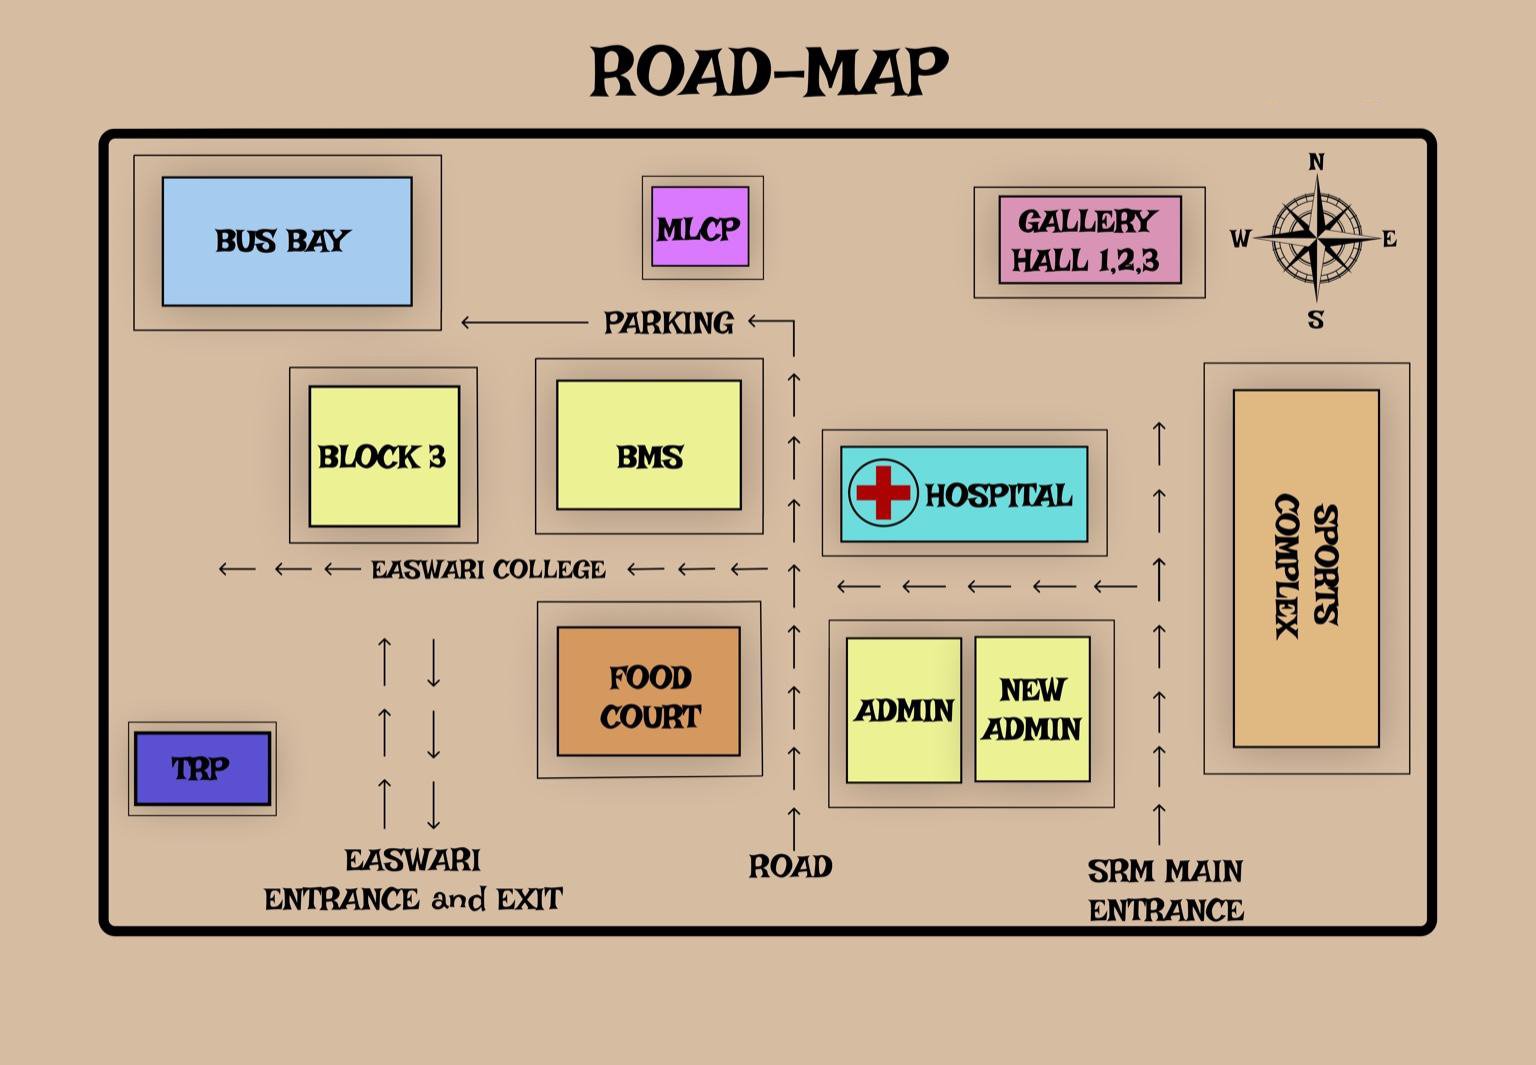 ROAD-MAP
BUS BAY
MLCP
GALLERY
HALL 1,2,3
N
W
E
S
PARKING
BLOCK 3
BMS
HOSPITAL
SPORTS
COMPLEX
EASWARI COLLEGE
FOOD
COURT
ADMIN
NEW
ADMIN
TRP
EASWARI
ENTRANCE and EXIT
ROAD
SRM MAIN
ENTRANCE